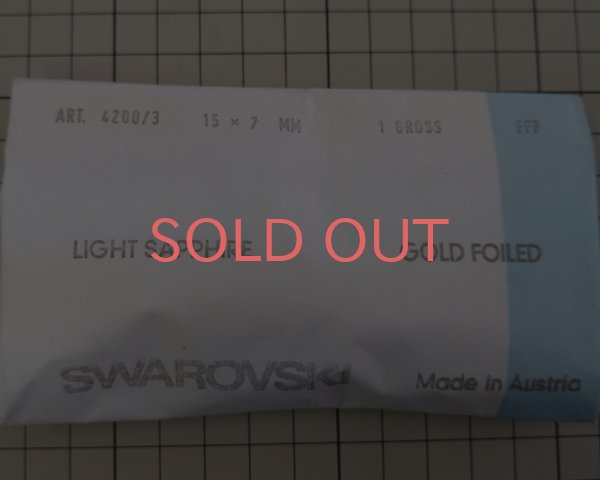 ART. 4200/3 15 × 7 MM 1 GROSS FFP
SOLD OUT
LIGHT SAPPHIRE GOLD FOILED
SWAROVSKI Made in Austria